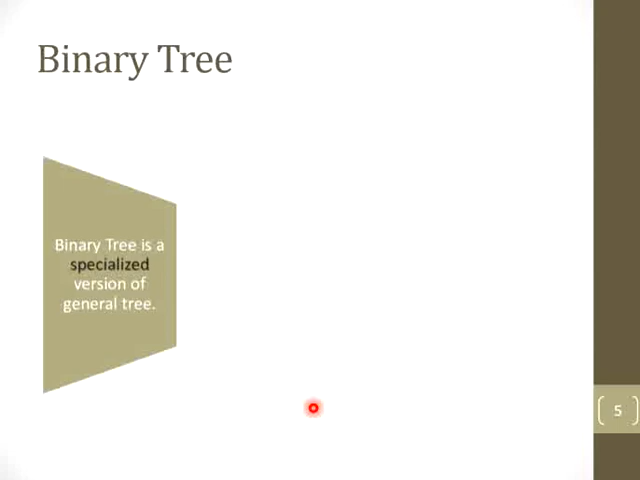 Binary Tree
Binary Tree is a
specialized
version of
general tree.
5